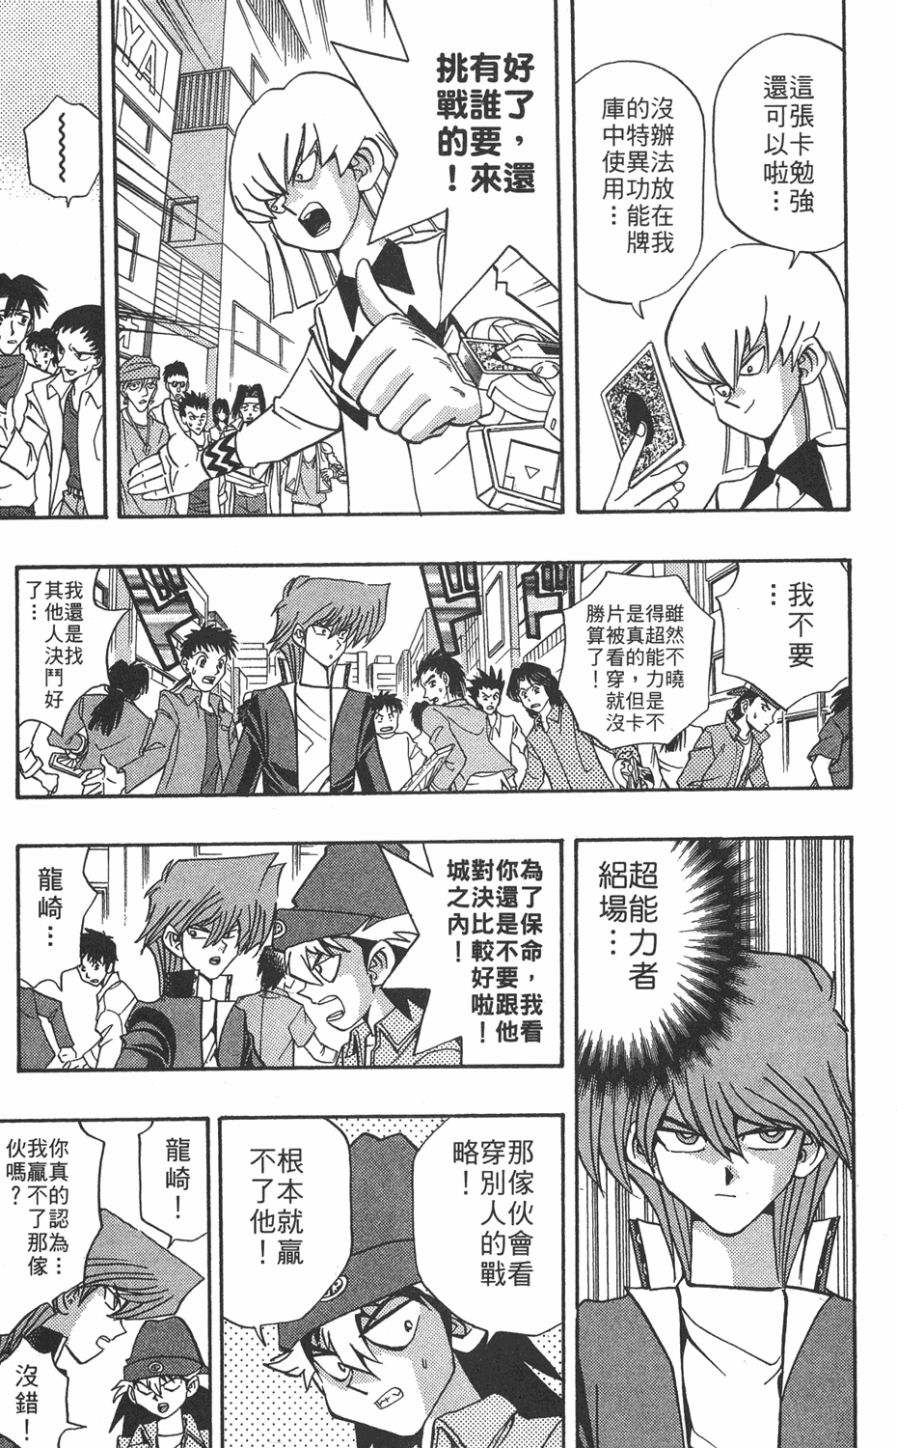 這張卡勉強
還可以啦…
沒辦法放在我
的特異功能牌
庫中使用…
好了，還
有誰要來
挑戰的！
YA
我不要…
雖然不曉
得超能力是不
是真的，但卡
片被看穿就沒
勝算了！
我還是找
其他人決鬥好
了…
超能力者
絽場…
為了保命，我看
你還是不要跟他
對決比較好啦！
城之內！
龍崎…
那傢伙會看
穿別人的戰
略！
根本就贏
不了他！
龍崎！
你真的認為…
我贏不了那傢
伙嗎？
沒錯！